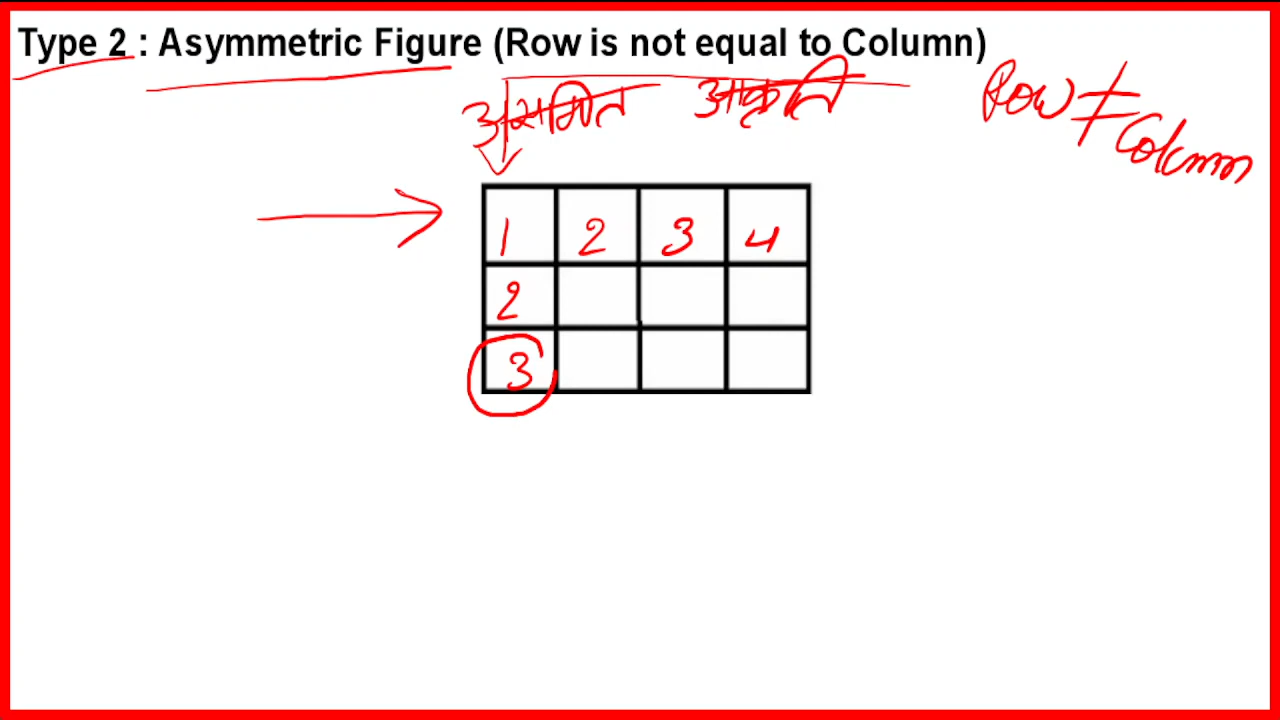 Type 2 : Asymmetric Figure (Row is not equal to Column)
असममित आकृति
Row ≠ Column
1 2 3 4
2
3